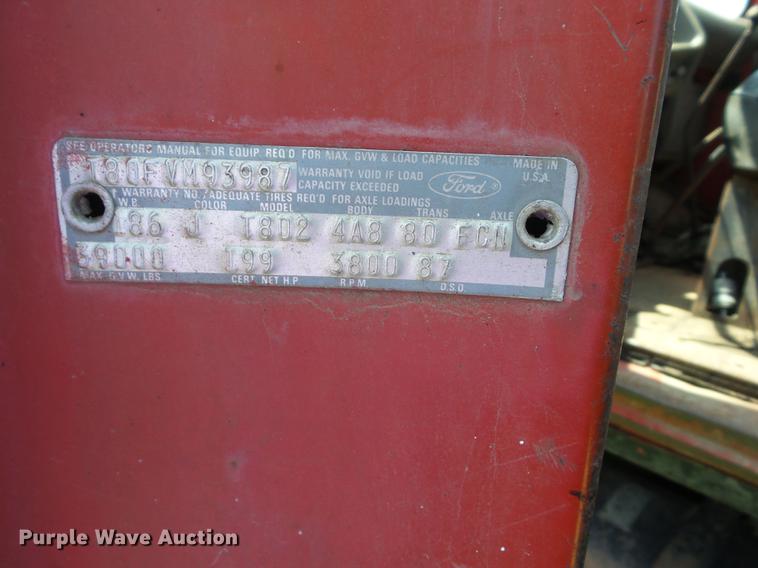 SEE OPERATORS MANUAL FOR EQUIP. REQ'D FOR MAX. GVW & LOAD CAPACITIES
MADE IN U.S.A.
T80FVM93987
WARRANTY VOID IF LOAD CAPACITY EXCEEDED
Ford
WARRANTY NO. / ADEQUATE TIRES REQ'D FOR AXLE LOADINGS
W.B. COLOR MODEL BODY TRANS AXLE
186 J T802 4A8 80 FCN
39000 199 3800 87
MAX. G.V.W. LBS. CERT. NET H.P. R.P.M. D.S.O.
Purple Wave Auction